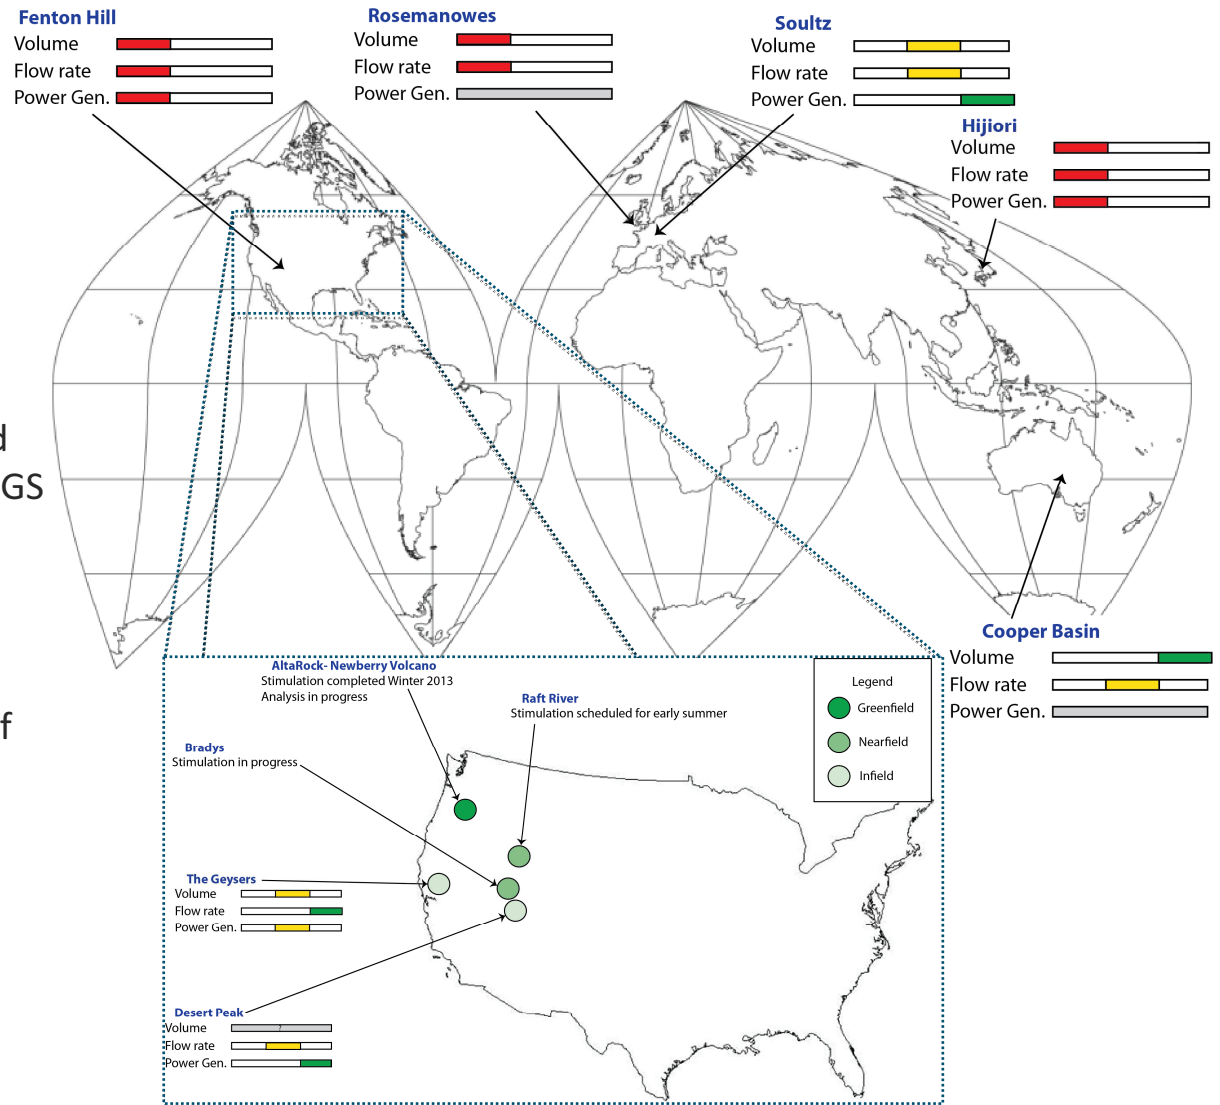 Fenton Hill
Volume
Flow rate
Power Gen.
Rosemanowes
Volume
Flow rate
Power Gen.
Soultz
Volume
Flow rate
Power Gen.
Hijiori
Volume
Flow rate
Power Gen.
d
GS
f
Cooper Basin
Volume
Flow rate
Power Gen.
AltaRock- Newberry Volcano
Stimulation completed Winter 2013
Analysis in progress
Raft River
Stimulation scheduled for early summer
Legend
Greenfield
Nearfield
Infield
Bradys
Stimulation in progress
The Geysers
Volume
Flow rate
Power Gen.
Desert Peak
Volume
?
Flow rate
Power Gen.